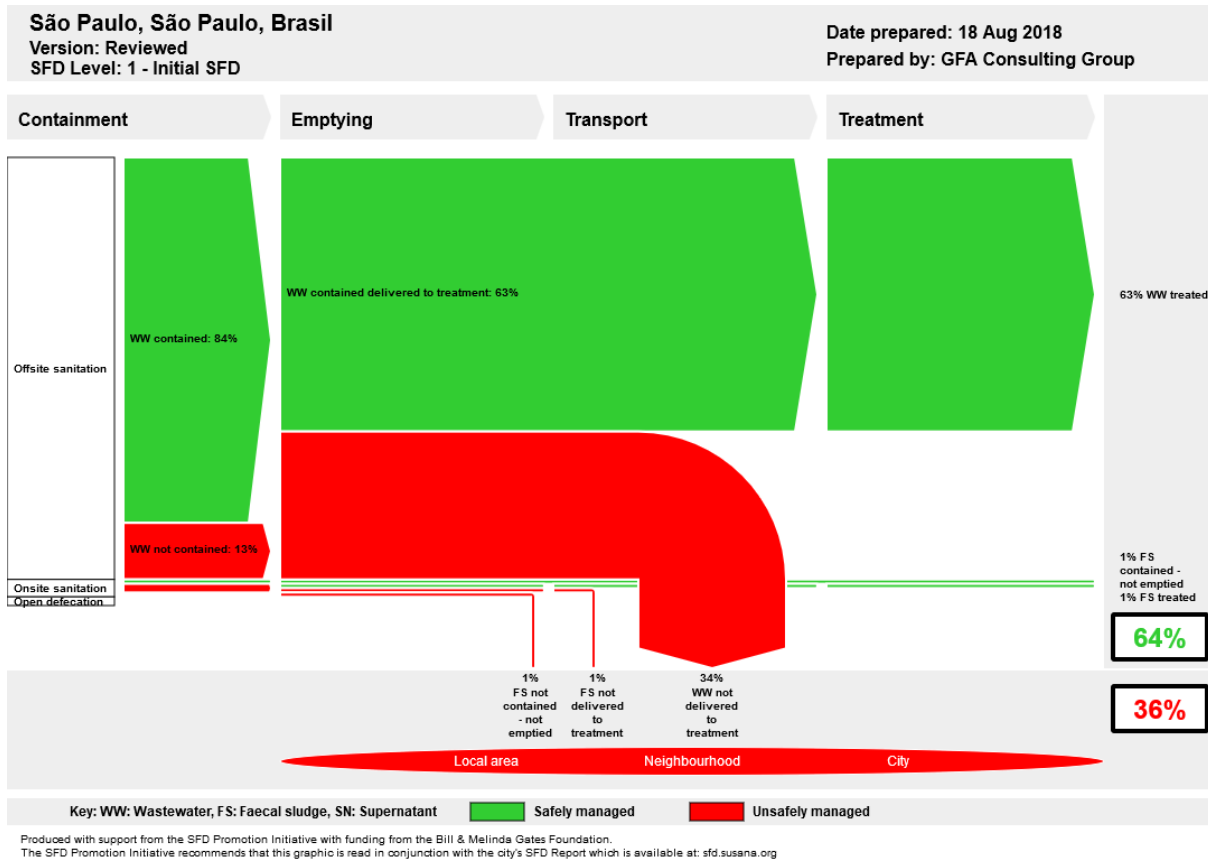 São Paulo, São Paulo, Brasil
Version: Reviewed
SFD Level: 1 - Initial SFD
Date prepared: 18 Aug 2018
Prepared by: GFA Consulting Group
Containment
Emptying
Transport
Treatment
Offsite sanitation
WW contained: 84%
WW contained delivered to treatment: 63%
63% WW treated
WW not contained: 13%
Onsite sanitation
Open defecation
1% FS
contained -
not emptied
1% FS treated
64%
36%
1%
FS not
contained
- not
emptied
1%
FS not
delivered
to
treatment
34%
WW not
delivered
to
treatment
Local area
Neighbourhood
City
Key: WW: Wastewater, FS: Faecal sludge, SN: Supernatant
Safely managed
Unsafely managed
Produced with support from the SFD Promotion Initiative with funding from the Bill & Melinda Gates Foundation.
The SFD Promotion Initiative recommends that this graphic is read in conjunction with the city's SFD Report which is available at: sfd.susana.org